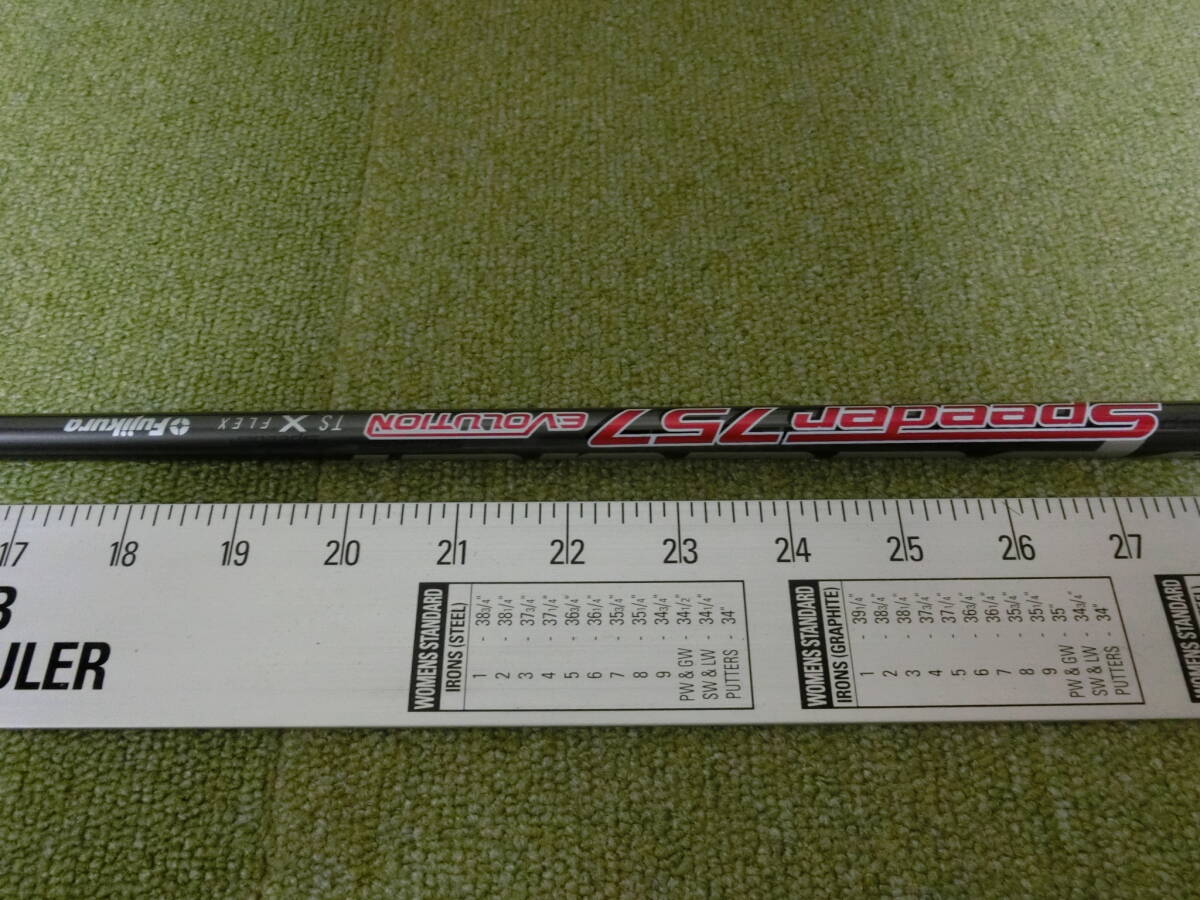 Speeder 757 EVOLUTION TS X FLEX Fujikura
17 18 19 20 21 22 23 24 25 26 27
ULER
WOMENS STANDARD
IRONS (STEEL)
1 - 38 3/4"
2 - 38 1/4"
3 - 37 3/4"
4 - 37 1/4"
5 - 36 3/4"
6 - 36 1/4"
7 - 35 3/4"
8 - 35 1/4"
9 - 34 3/4"
PW & GW - 34 1/2"
SW & LW - 34 1/4"
PUTTERS - 34"
WOMENS STANDARD
IRONS (GRAPHITE)
1 - 39 1/4"
2 - 38 3/4"
3 - 38 1/4"
4 - 37 3/4"
5 - 37 1/4"
6 - 36 3/4"
7 - 36 1/4"
8 - 35 3/4"
9 - 35 1/4"
PW & GW - 35"
SW & LW - 34 3/4"
PUTTERS - 34"